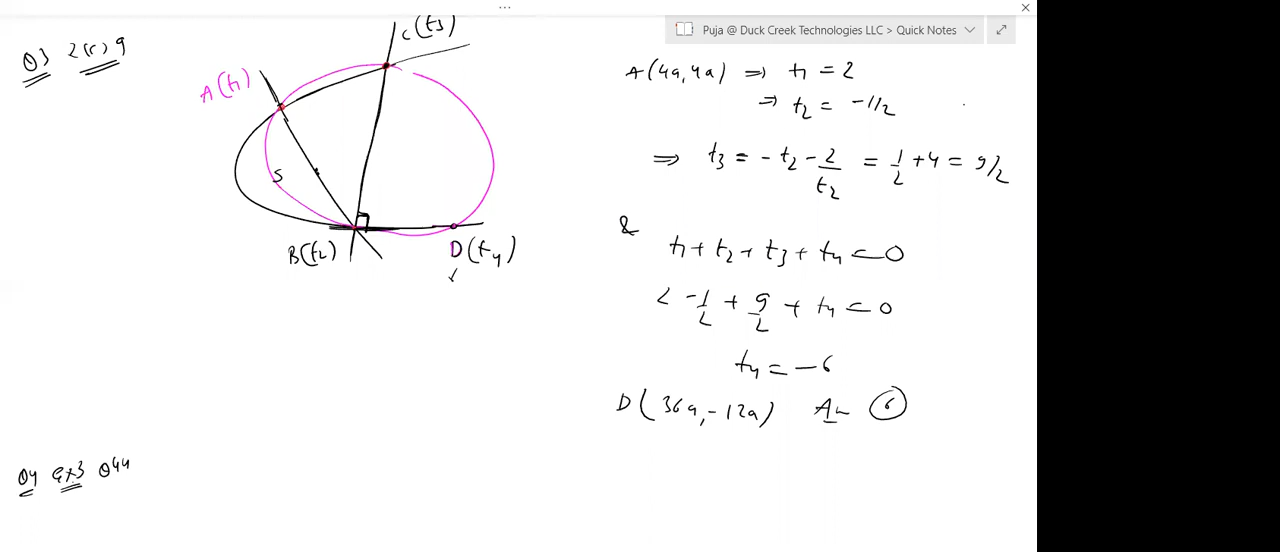 Q3 2(c) 9
C(t3)
A(t1)
S
B(t2)
D(t4)
Q4 Ex3 Q44
Puja @ Duck Creek Technologies LLC > Quick Notes
A(4a,4a) ⇒ t1 = 2
⇒ t2 = -1/2
⇒ t3 = -t2 - 2/t2 = 1/2 + 4 = 9/2
&
t1 + t2 + t3 + t4 = 0
2 - 1/2 + 9/2 + t4 = 0
t4 = -6
D(36a, -12a) An 6